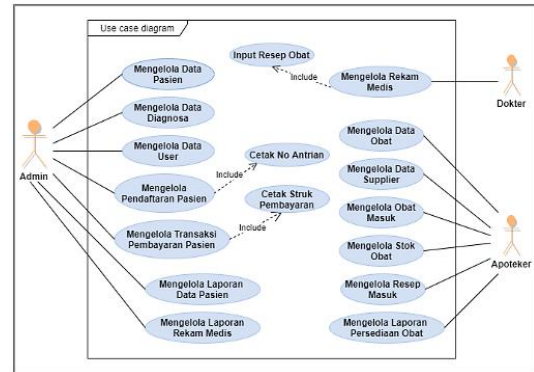 Use case diagram
Input Resep Obat
Mengelola Data
Pasien
Include
Mengelola Rekam
Medis
Dokter
Mengelola Data
Diagnosa
Mengelola Data
User
Admin
Cetak No Antrian
Mengelola Data
Obat
Mengelola Data
Supplier
Include
Mengelola
Pendaftaran Pasien
Cetak Struk
Pembayaran
Mengelola Obat
Masuk
Include
Mengelola Transaksi
Pembayaran Pasien
Mengelola Stok
Obat
Apoteker
Mengelola Laporan
Data Pasien
Mengelola Resep
Masuk
Mengelola Laporan
Rekam Medis
Mengelola Laporan
Persediaan Obat